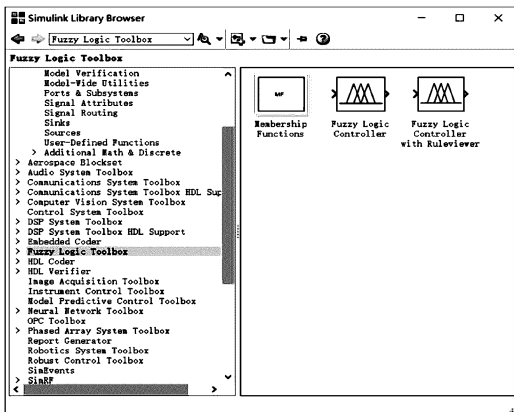 Simulink Library Browser
Fuzzy Logic Toolbox
Fuzzy Logic Toolbox
Model Verification
Model-Wide Utilities
Ports & Subsystems
Signal Attributes
Signal Routing
Sinks
Sources
User-Defined Functions
> Additional Math & Discrete
> Aerospace Blockset
> Audio System Toolbox
> Communications System Toolbox
> Communications System Toolbox HDL Sup
> Computer Vision System Toolbox
Control System Toolbox
> DSP System Toolbox
> DSP System Toolbox HDL Support
> Embedded Coder
> Fuzzy Logic Toolbox
> HDL Coder
> HDL Verifier
Image Acquisition Toolbox
Instrument Control Toolbox
Model Predictive Control Toolbox
> Neural Network Toolbox
OPC Toolbox
> Phased Array System Toolbox
Report Generator
Robotics System Toolbox
Robust Control Toolbox
SimEvents
> SimRF
MF
Membership
Functions
Fuzzy Logic
Controller
Fuzzy Logic
Controller
with Ruleviewer